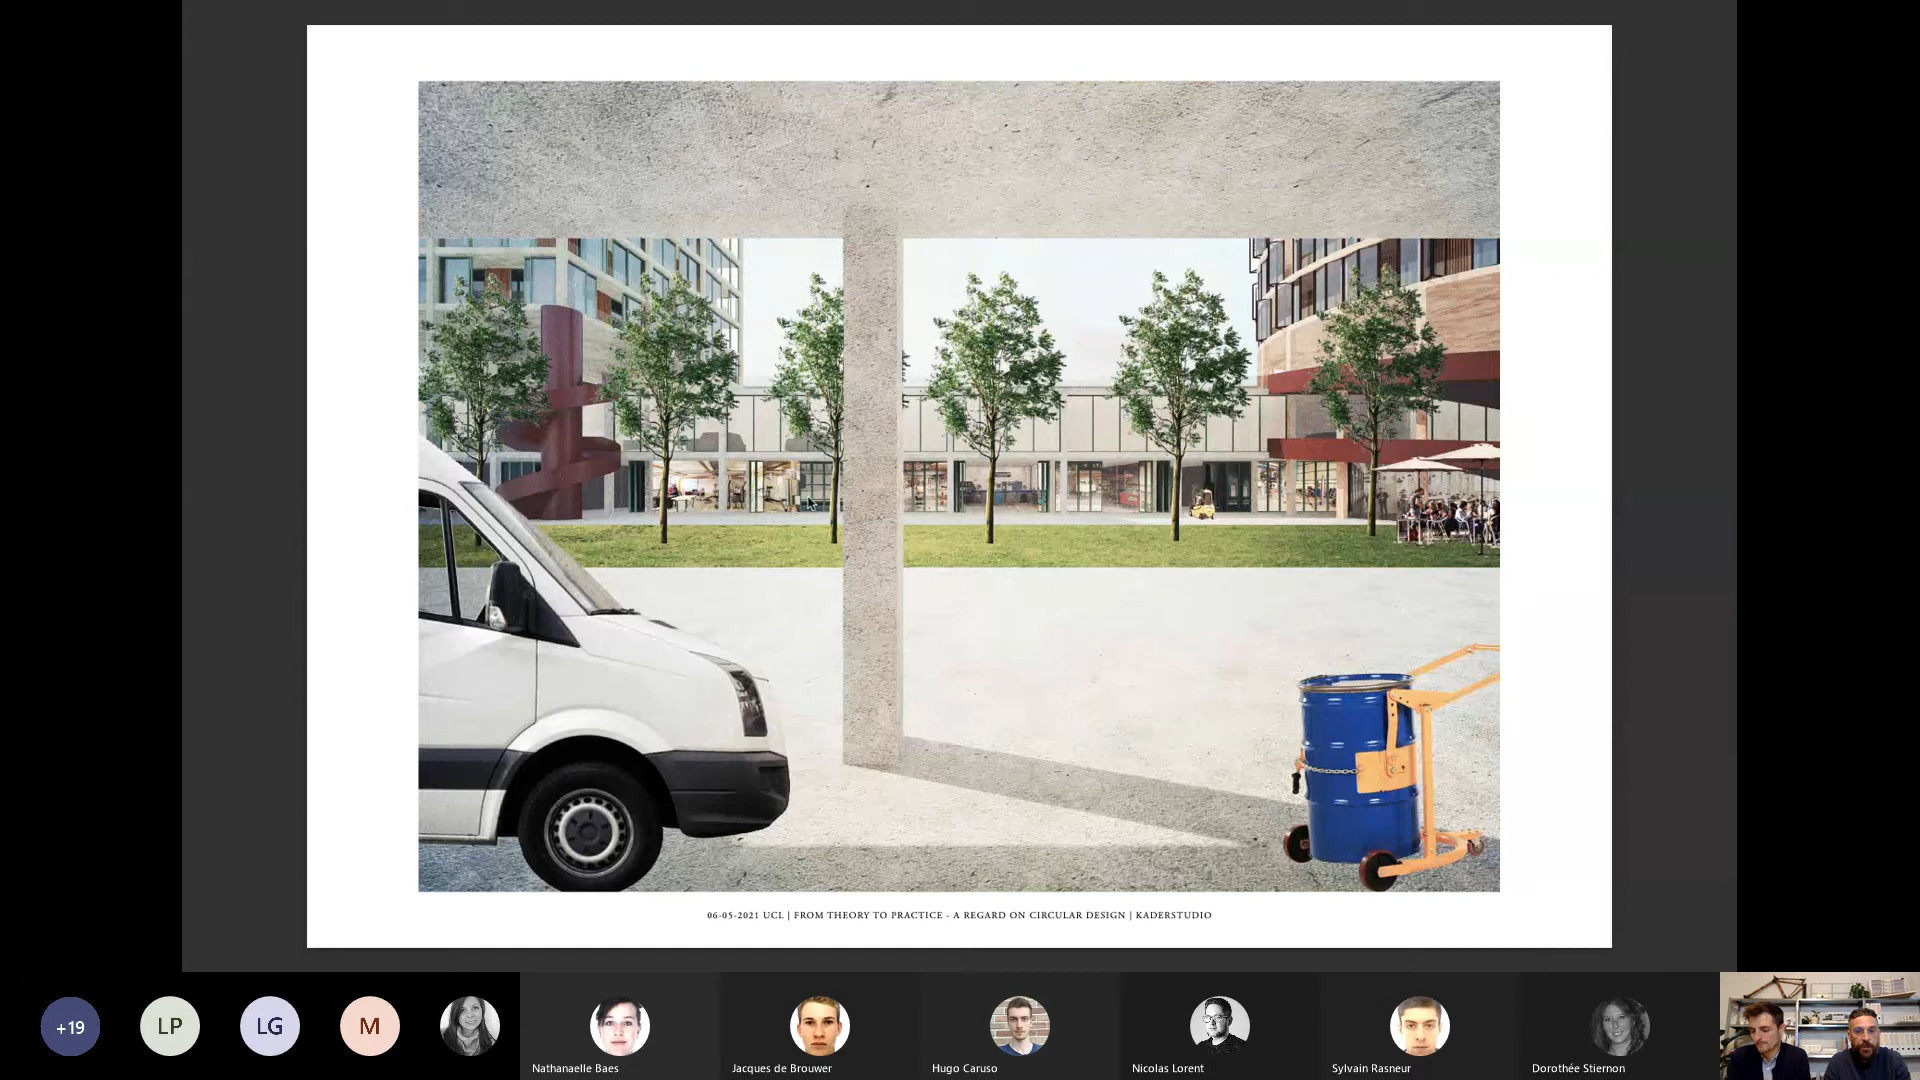 06-05-2021 UCL | FROM THEORY TO PRACTICE - A REGARD ON CIRCULAR DESIGN | KADERSTUDIO
+19
LP
LG
M
Nathanaelle Baes
Jacques de Brouwer
Hugo Caruso
Nicolas Lorent
Sylvain Rasneur
Dorothée Stiernon